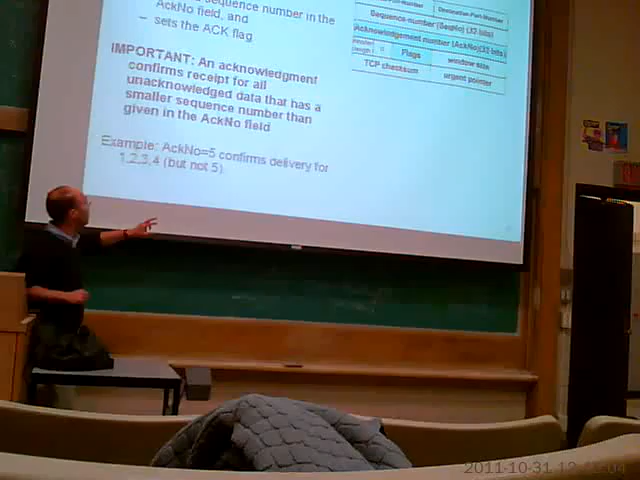 sequence number in the
AckNo field, and
– sets the ACK flag
IMPORTANT: An acknowledgment
confirms receipt for all
unacknowledged data that has a
smaller sequence number than
given in the AckNo field
Example: AckNo=5 confirms delivery for
1,2,3,4 (but not 5)
Destination Port Number
Sequence number (SeqNo) (32 bits)
Acknowledgement number (AckNo)(32 bits)
header
length
0
Flags
window size
TCP checksum
urgent pointer
2011-10-31